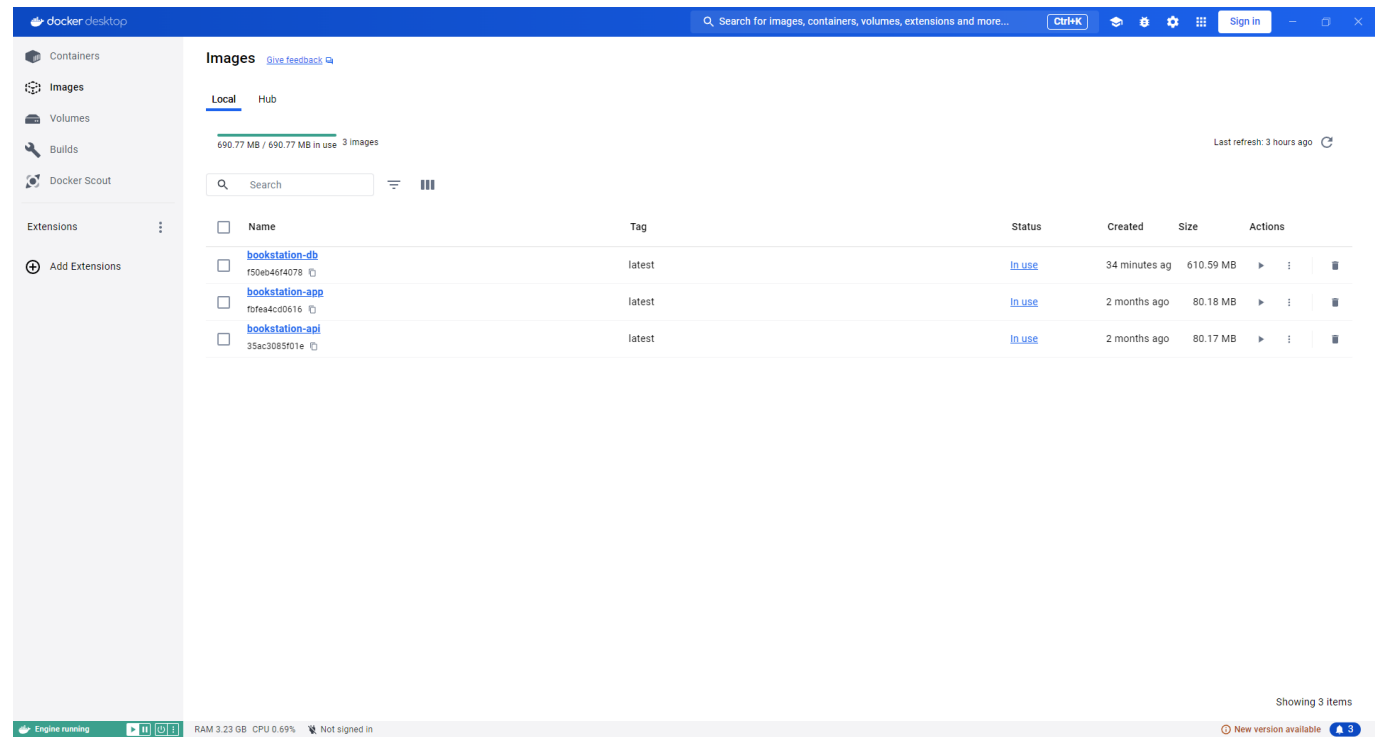 docker desktop
Search for images, containers, volumes, extensions and more...
Ctrl+K
Sign in
Containers
Images
Volumes
Builds
Docker Scout
Extensions
Add Extensions
Images Give feedback
Local Hub
690.77 MB / 690.77 MB in use 3 images
Last refresh: 3 hours ago
Search
Name Tag Status Created Size Actions
bookstation-db
f50eb46f4078
latest In use 34 minutes ag 610.59 MB
bookstation-app
fbfea4cd0616
latest In use 2 months ago 80.18 MB
bookstation-api
35ac3085f01e
latest In use 2 months ago 80.17 MB
Showing 3 items
Engine running
RAM 3.23 GB CPU 0.69% Not signed in
New version available 3